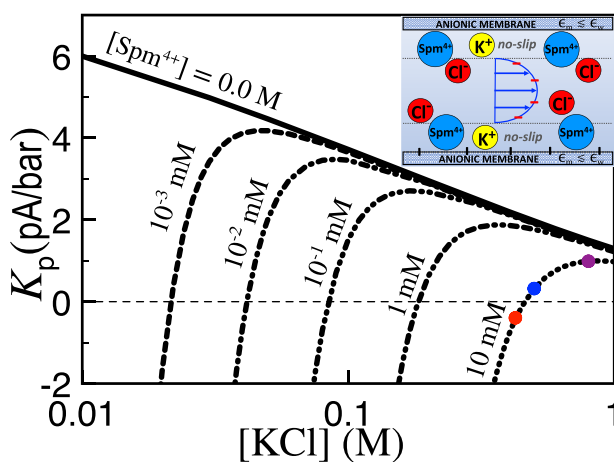 ANIONIC MEMBRANE ϵₘ ≲ ϵ_w
Spm⁴⁺ K⁺ no-slip Spm⁴⁺
Cl⁻ Cl⁻
Cl⁻ Cl⁻
Spm⁴⁺ K⁺ no-slip Spm⁴⁺
ANIONIC MEMBRANE ϵₘ ≲ ϵ_w
[Spm⁴⁺] = 0.0 M
10⁻³ mM
10⁻² mM
10⁻¹ mM
1 mM
10 mM
Kₚ(pA/bar)
6
4
2
0
-2
0.01 0.1 1
[KCl] (M)